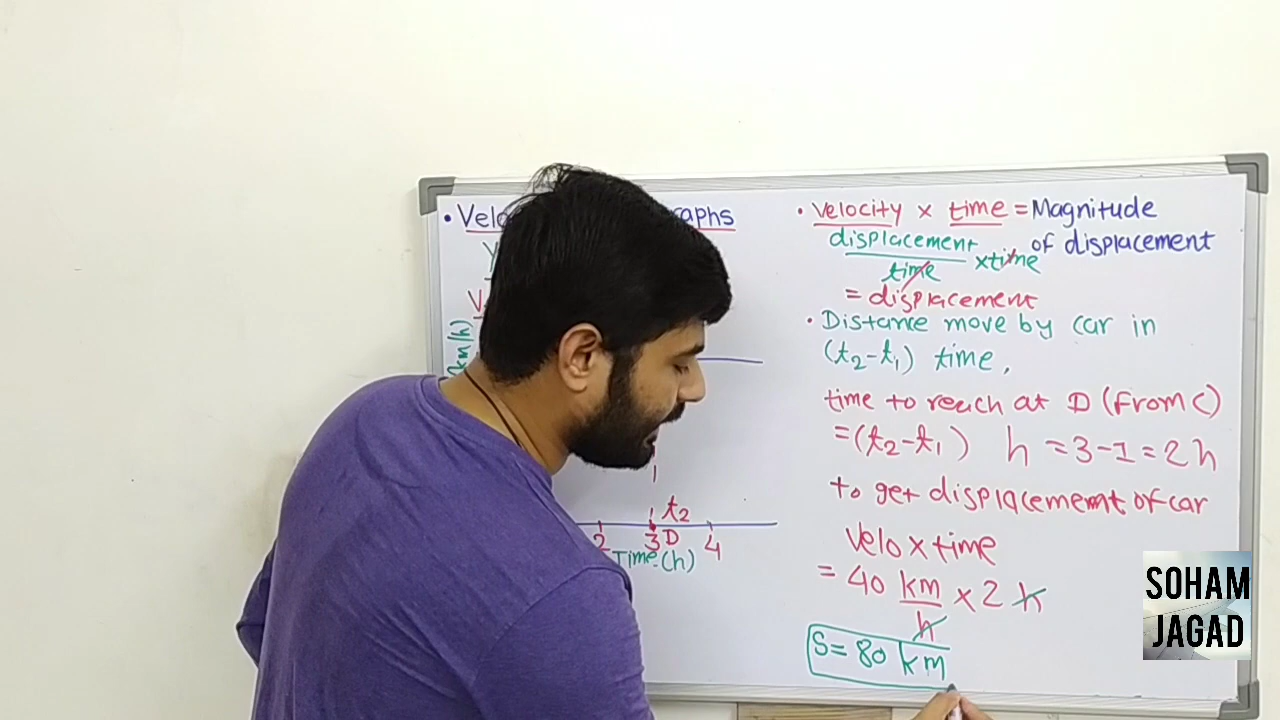 • Velo raphs
• Velocity × time = Magnitude
of displacement
displacement
time
× time
= displacement
• Distance move by car in
(t₂-t₁) time,
time to reach at D (from C)
= (t₂-t₁) h = 3-1 = 2 h
to get displacement of car
Velo × time
= 40 km/h × 2 h
S = 80 km
km/h)
t₂
2 3 D 4
Time (h)
SOHAM
JAGAD